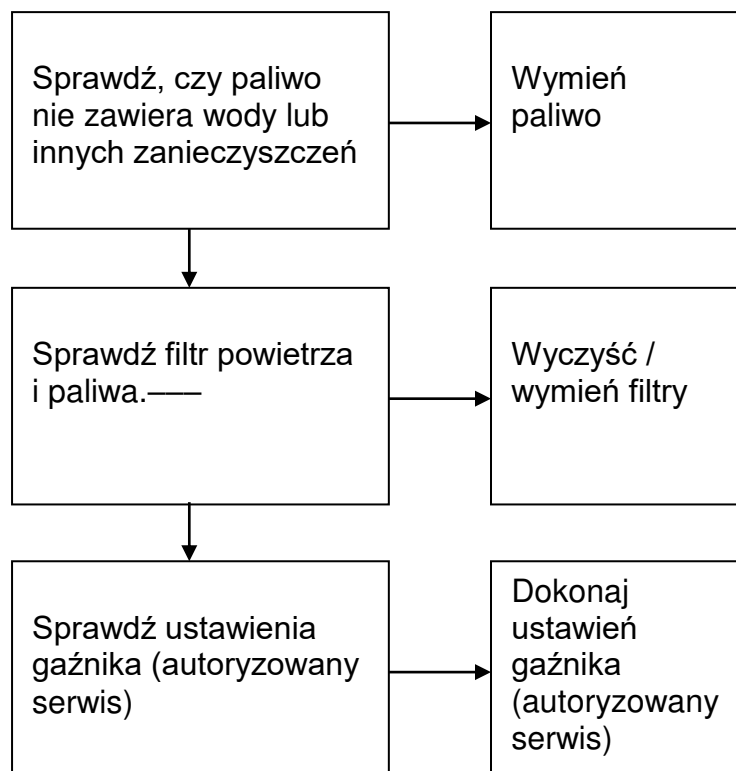 Sprawdź, czy paliwo
nie zawiera wody lub
innych zanieczyszczeń
Wymień
paliwo
Sprawdź filtr powietrza
i paliwa.–––
Wyczyść /
wymień filtry
Sprawdź ustawienia
gaźnika (autoryzowany
serwis)
Dokonaj
ustawień
gaźnika
(autoryzowany
serwis)